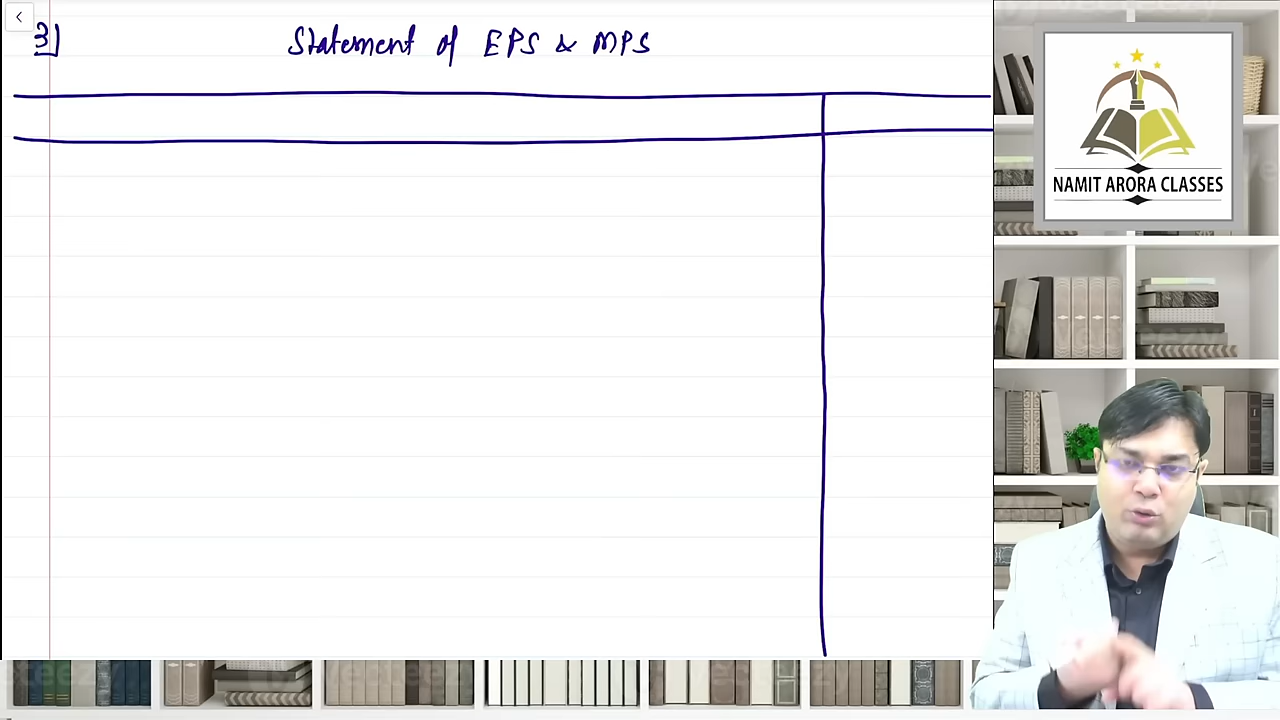 3]
Statement of EPS & MPS
NAMIT ARORA CLASSES